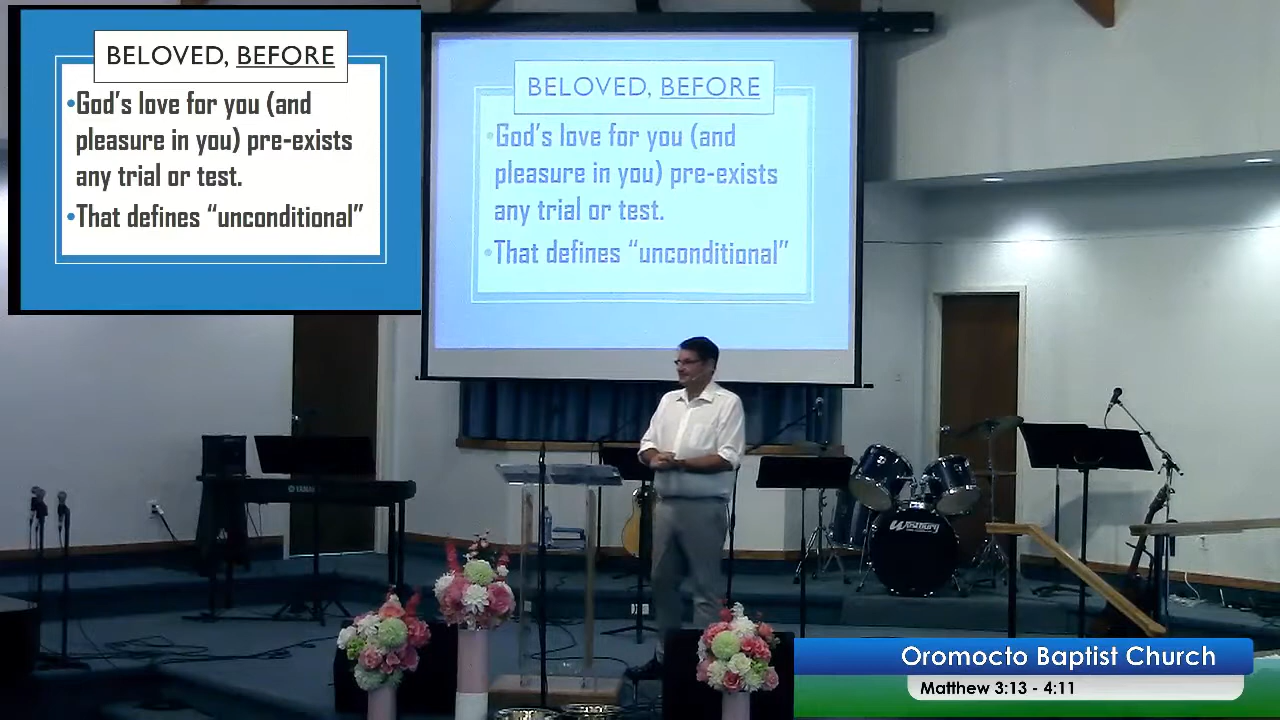 BELOVED, BEFORE
•God's love for you (and
pleasure in you) pre-exists
any trial or test.
•That defines “unconditional”
BELOVED, BEFORE
•God's love for you (and
pleasure in you) pre-exists
any trial or test.
•That defines “unconditional”
YAMAHA
Westbury
Oromocto Baptist Church
Matthew 3:13 - 4:11